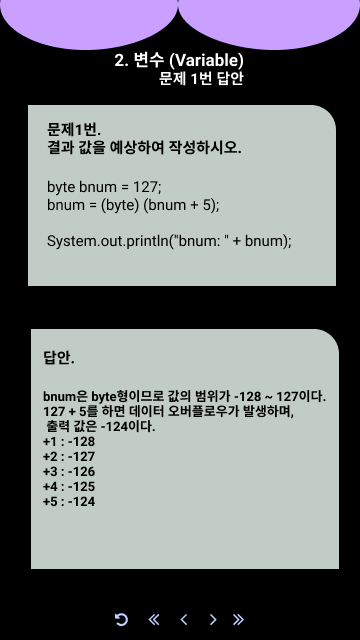 2. 변수 (Variable)
문제 1번 답안
문제1번.
결과 값을 예상하여 작성하시오.
byte bnum = 127;
bnum = (byte) (bnum + 5);
System.out.println("bnum: " + bnum);
답안.
bnum은 byte형이므로 값의 범위가 -128 ~ 127이다.
127 + 5를 하면 데이터 오버플로우가 발생하며,
출력 값은 -124이다.
+1 : -128
+2 : -127
+3 : -126
+4 : -125
+5 : -124